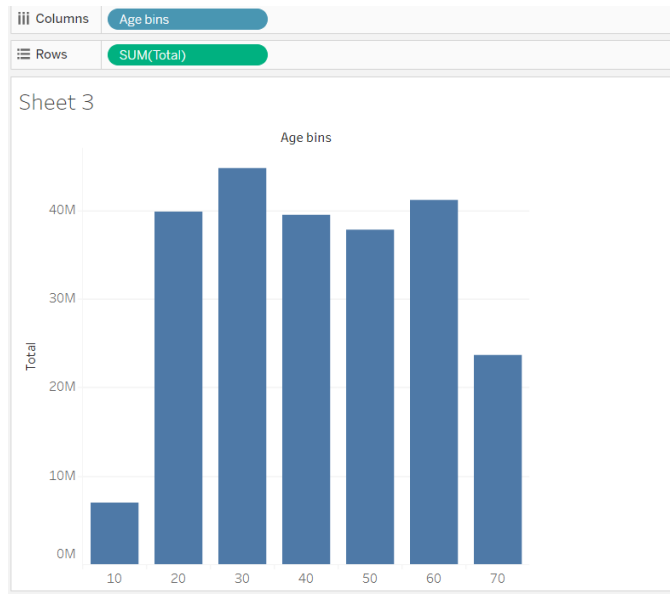 Columns Age bins
Rows SUM(Total)
Sheet 3
Age bins
40M
30M
20M
10M
0M
Total
10 20 30 40 50 60 70